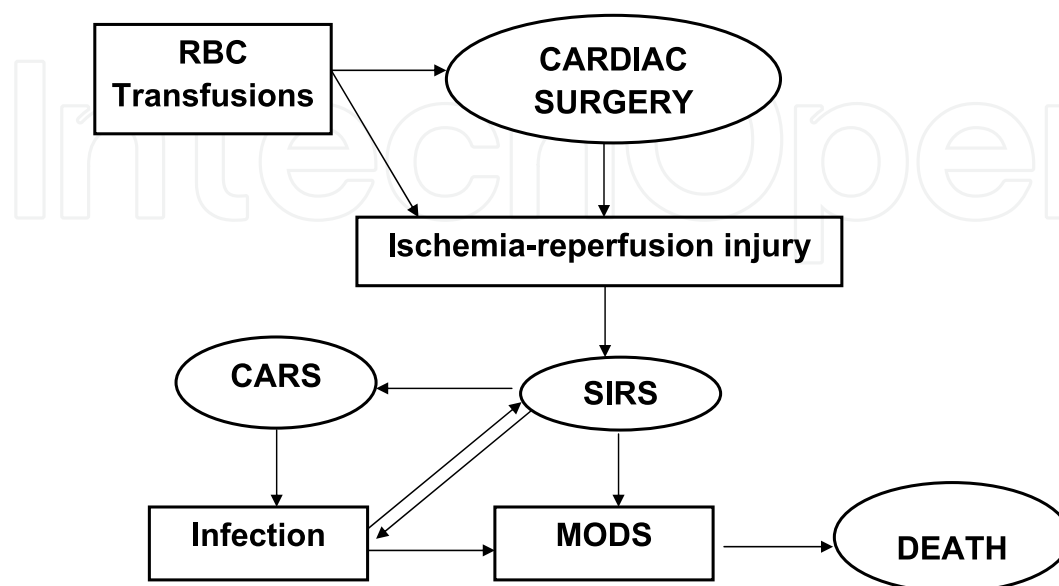 RBC
Transfusions
CARDIAC
SURGERY
IntechOpen
Ischemia-reperfusion injury
CARS
SIRS
Infection
MODS
DEATH